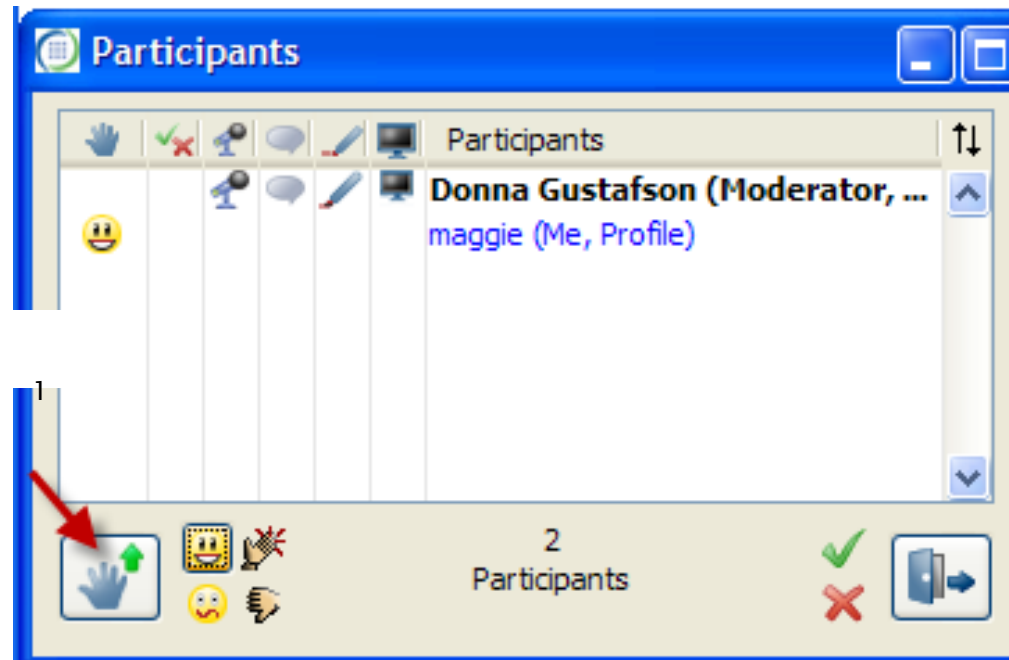 Participants
Participants
Donna Gustafson (Moderator, ...
maggie (Me, Profile)
1
2
Participants